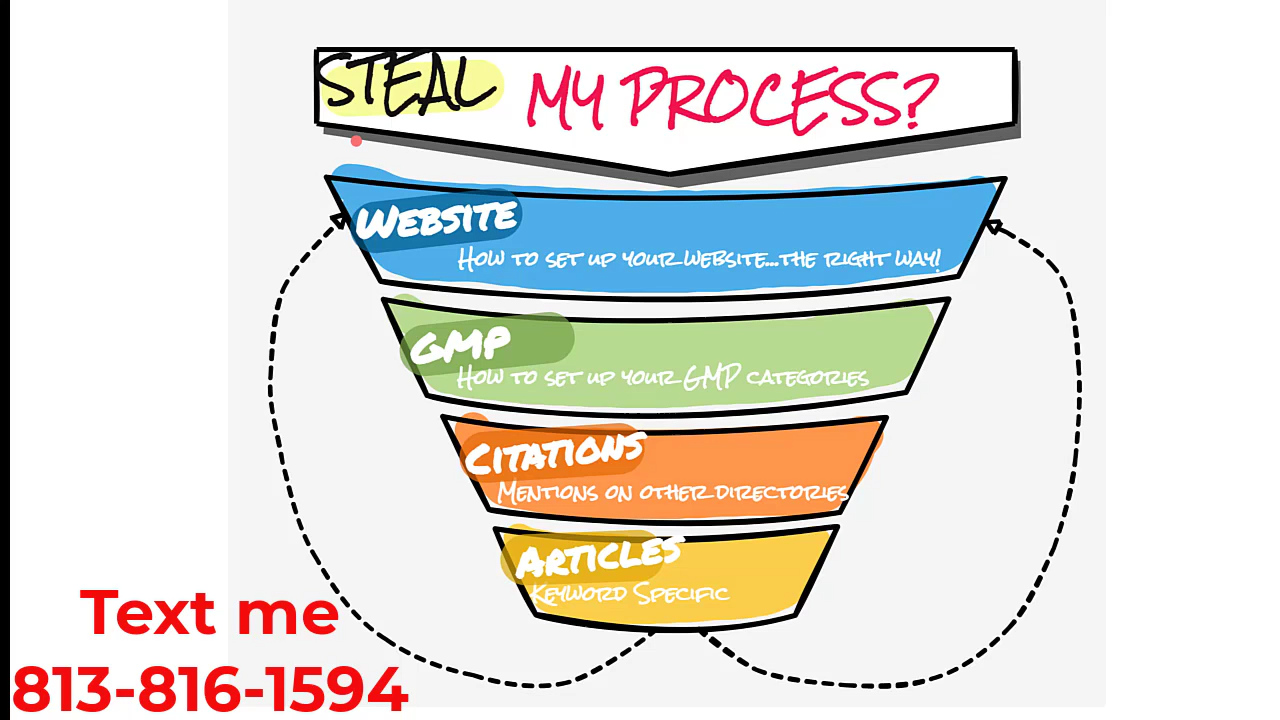 STEAL MY PROCESS?
WEBSITE
HOW TO SET UP YOUR WEBSITE...THE RIGHT WAY!
GMP
HOW TO SET UP YOUR GMP CATEGORIES
CITATIONS
MENTIONS ON OTHER DIRECTORIES
ARTICLES
KEYWORD SPECIFIC
Text me
813-816-1594